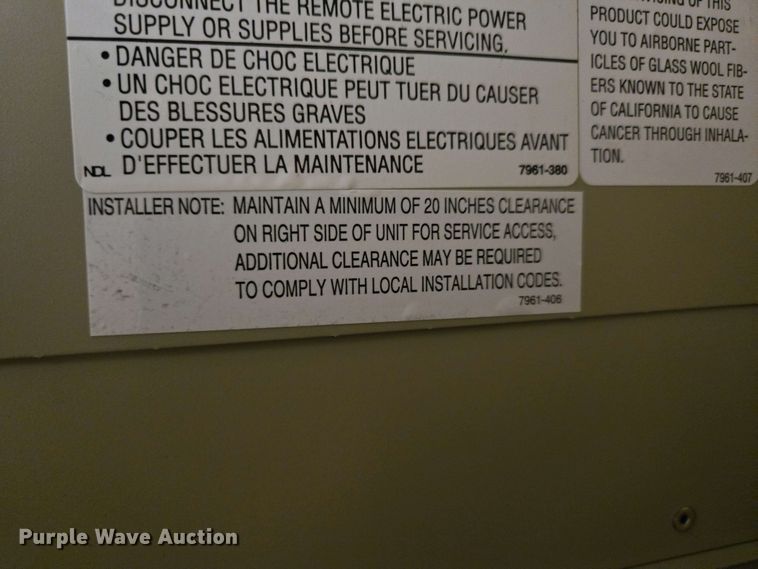 DISCONNECT THE REMOTE ELECTRIC POWER
SUPPLY OR SUPPLIES BEFORE SERVICING,
• DANGER DE CHOC ELECTRIQUE
• UN CHOC ELECTRIQUE PEUT TUER DU CAUSER
DES BLESSURES GRAVES
• COUPER LES ALIMENTATIONS ELECTRIQUES AVANT
D'EFFECTUER LA MAINTENANCE
NDL 7961-380
OF THIS
PRODUCT COULD EXPOSE
YOU TO AIRBORNE PART-
ICLES OF GLASS WOOL FIB-
ERS KNOWN TO THE STATE
OF CALIFORNIA TO CAUSE
CANCER THROUGH INHALA-
TION.
7961-407
INSTALLER NOTE: MAINTAIN A MINIMUM OF 20 INCHES CLEARANCE
ON RIGHT SIDE OF UNIT FOR SERVICE ACCESS,
ADDITIONAL CLEARANCE MAY BE REQUIRED
TO COMPLY WITH LOCAL INSTALLATION CODES.
7961-406
Purple Wave Auction